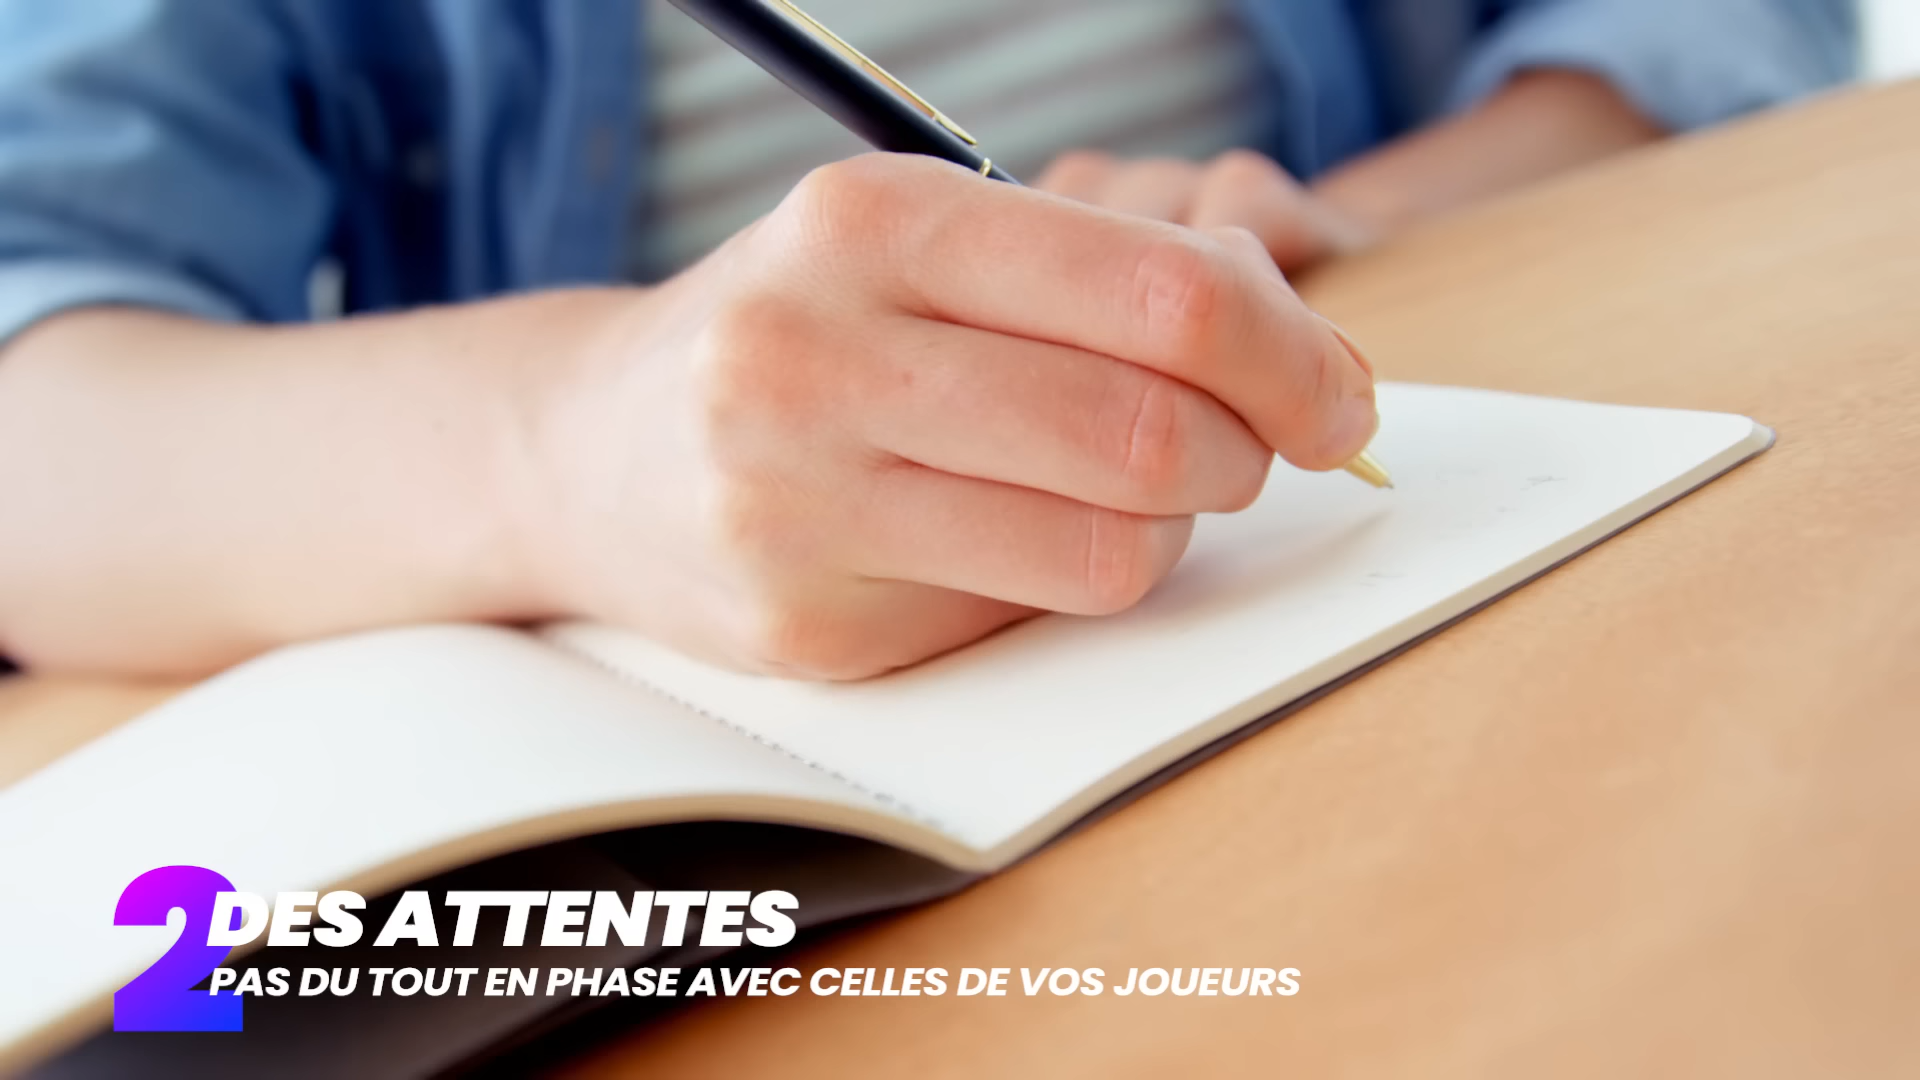 2 DES ATTENTES
PAS DU TOUT EN PHASE AVEC CELLES DE VOS JOUEURS